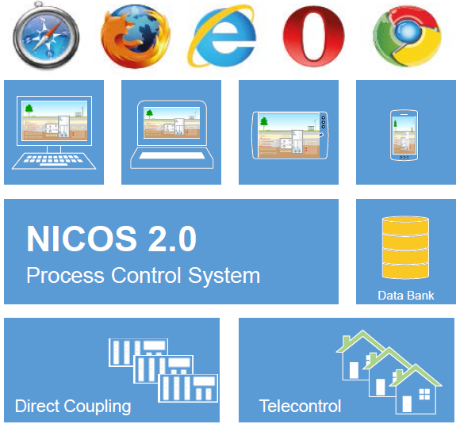 NICOS 2.0
Process Control System
Data Bank
Direct Coupling
Telecontrol